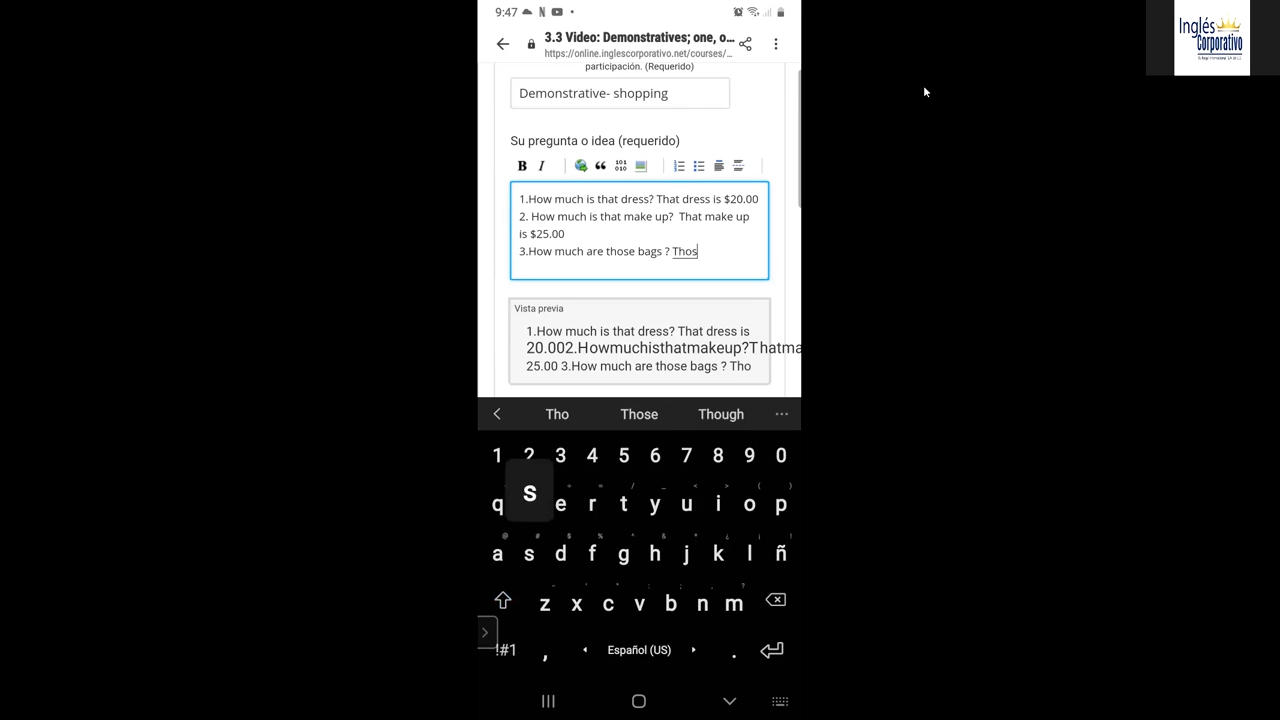 9:47
Inglés
Corporativo
3.3 Video: Demonstratives; one, o...
https://online.inglescorporativo.net/courses/...
participación. (Requerido)
Demonstrative- shopping
Su pregunta o idea (requerido)
B I
101
010
1.How much is that dress? That dress is $20.00
2. How much is that make up?  That make up
is $25.00
3.How much are those bags ? Thos
Vista previa
1.How much is that dress? That dress is
20.002.Howmuchisthatmakeup?Thatma
25.00 3.How much are those bags ? Tho
Tho Those Though
1 2 3 4 5 6 7 8 9 0
q s e r t y u i o p
a s d f g h j k l ñ
z x c v b n m
!#1 , Español (US) .